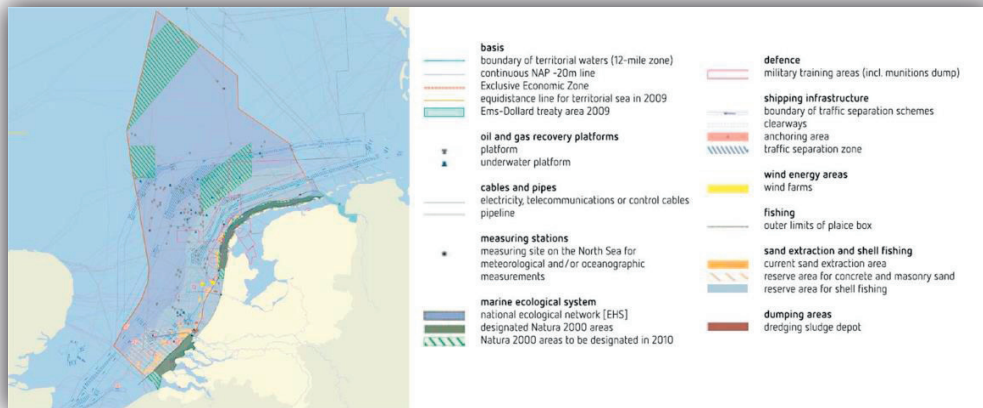 basis
boundary of territorial waters (12-mile zone)
continuous NAP -20m line
Exclusive Economic Zone
equidistance line for territorial sea in 2009
Ems-Dollard treaty area 2009
oil and gas recovery platforms
platform
underwater platform
cables and pipes
electricity, telecommunications or control cables
pipeline
measuring stations
measuring site on the North Sea for
meteorological and/or oceanographic
measurements
marine ecological system
national ecological network [EHS]
designated Natura 2000 areas
Natura 2000 areas to be designated in 2010
defence
military training areas (incl. munitions dump)
shipping infrastructure
boundary of traffic separation schemes
clearways
anchoring area
traffic separation zone
wind energy areas
wind farms
fishing
outer limits of plaice box
sand extraction and shell fishing
current sand extraction area
reserve area for concrete and masonry sand
reserve area for shell fishing
dumping areas
dredging sludge depot